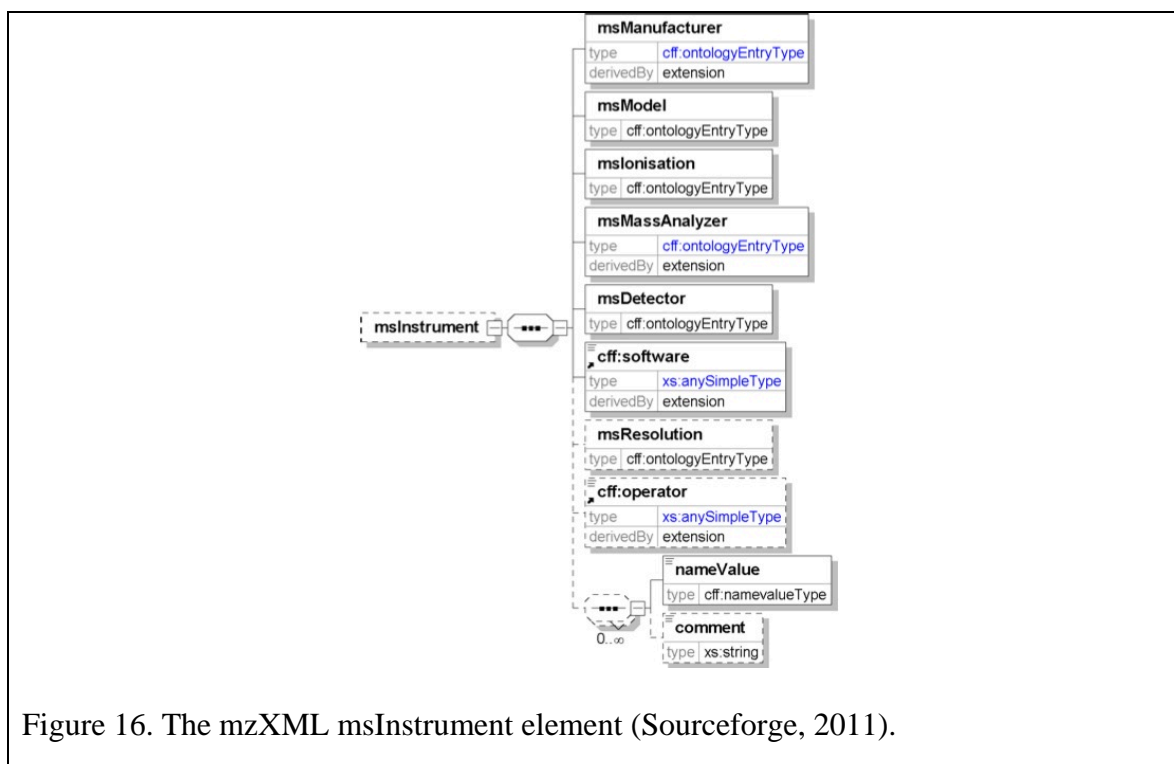 msManufacturer
type cff:ontologyEntryType
derivedBy extension
msModel
type cff:ontologyEntryType
msIonisation
type cff:ontologyEntryType
msMassAnalyzer
type cff:ontologyEntryType
derivedBy extension
msDetector
type cff:ontologyEntryType
msInstrument
cff:software
type xs:anySimpleType
derivedBy extension
msResolution
type cff:ontologyEntryType
cff:operator
type xs:anySimpleType
derivedBy extension
nameValue
type cff:namevalueType
0..∞
comment
type xs:string
Figure 16. The mzXML msInstrument element (Sourceforge, 2011).